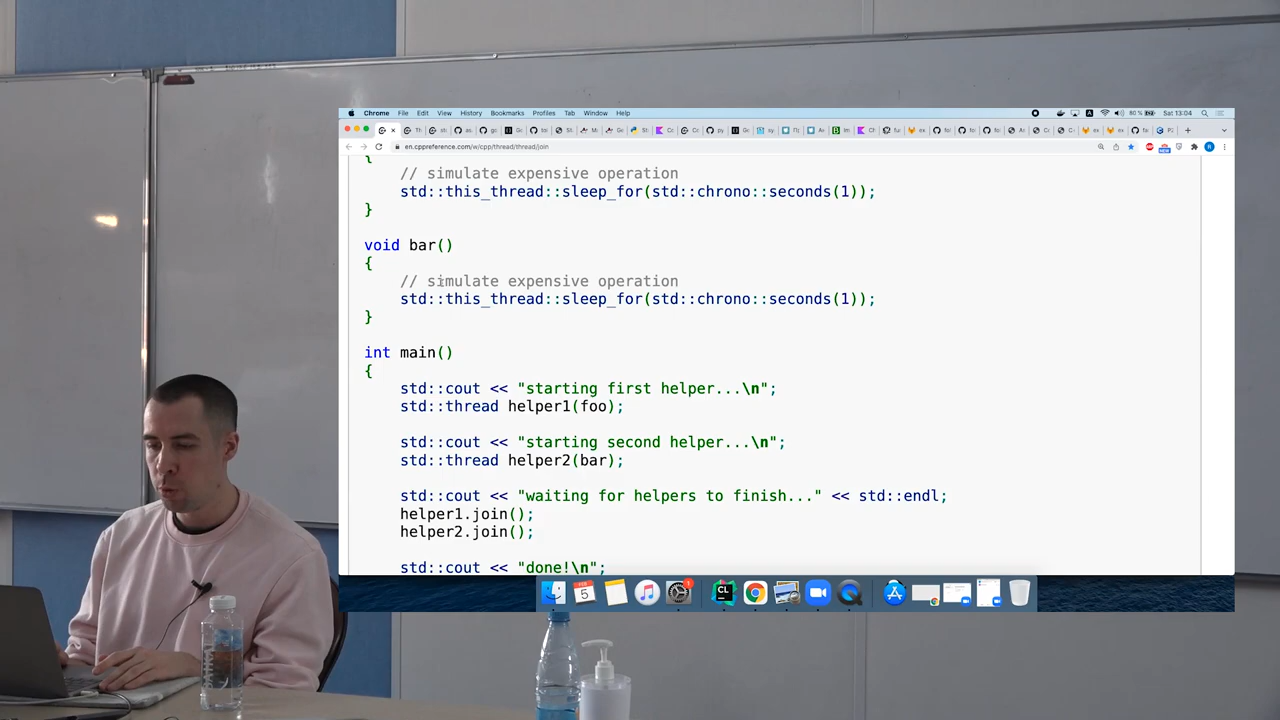 Chrome File Edit View History Bookmarks Profiles Tab Window Help
80 % Sat 13:04
en.cppreference.com/w/cpp/thread/thread/join
{
// simulate expensive operation
std::this_thread::sleep_for(std::chrono::seconds(1));
}
void bar()
{
// simulate expensive operation
std::this_thread::sleep_for(std::chrono::seconds(1));
}
int main()
{
std::cout << "starting first helper...\n";
std::thread helper1(foo);
std::cout << "starting second helper...\n";
std::thread helper2(bar);
std::cout << "waiting for helpers to finish..." << std::endl;
helper1.join();
helper2.join();
std::cout << "done!\n";
FEB
5
1
CL